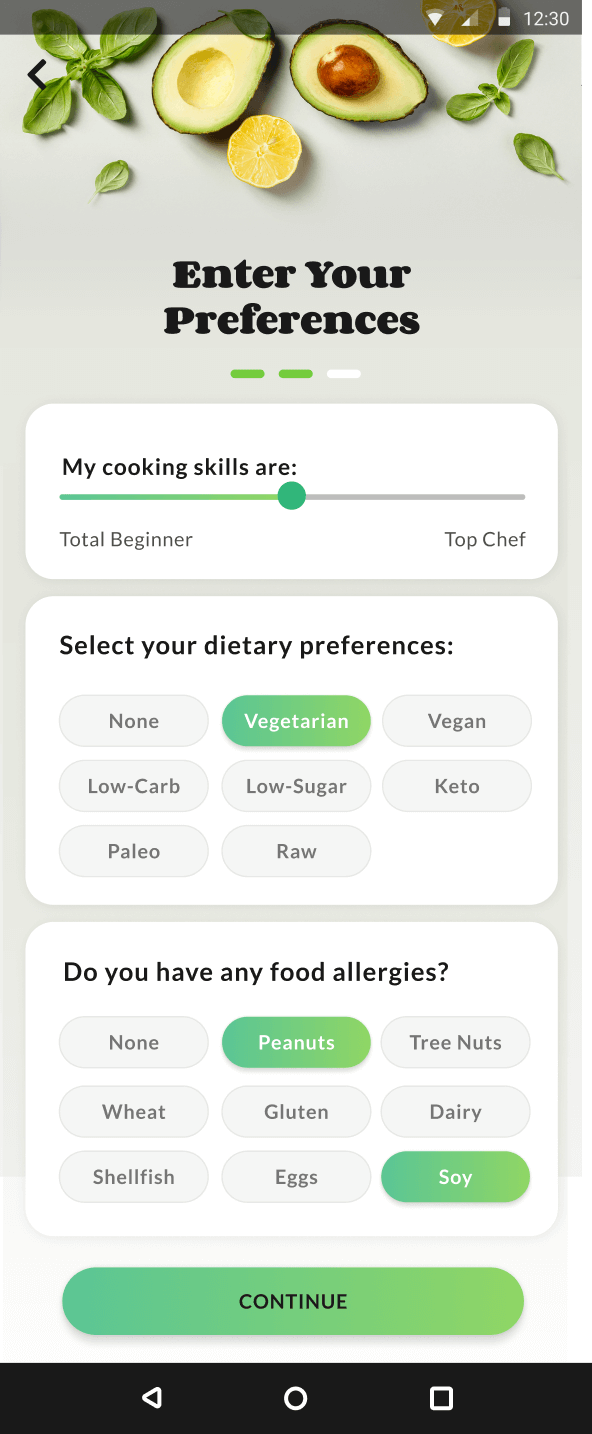 12:30
Enter Your
Preferences
My cooking skills are:
Total Beginner Top Chef
Select your dietary preferences:
None Vegetarian Vegan
Low-Carb Low-Sugar Keto
Paleo Raw
Do you have any food allergies?
None Peanuts Tree Nuts
Wheat Gluten Dairy
Shellfish Eggs Soy
CONTINUE